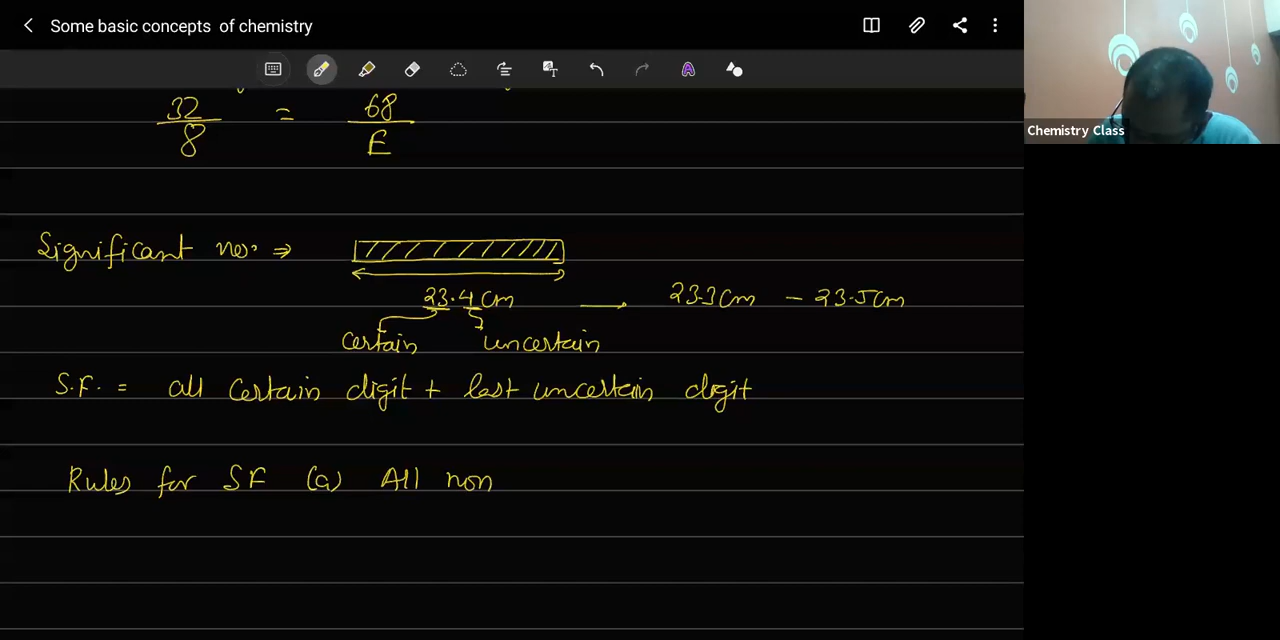 Some basic concepts of chemistry
Chemistry Class
32/8 = 68/E
Significant no. ⇒
23.4 cm → 23.3 cm - 23.5 cm
certain uncertain
S.F. = all certain digit + last uncertain digit
Rules for SF (a) All non